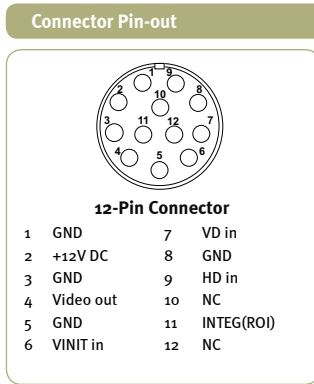 Connector Pin-out
1 9
2 10 8
3 11 12 7
4 5 6
12-Pin Connector
1 GND 7 VD in
2 +12V DC 8 GND
3 GND 9 HD in
4 Video out 10 NC
5 GND 11 INTEG(ROI)
6 VINIT in 12 NC